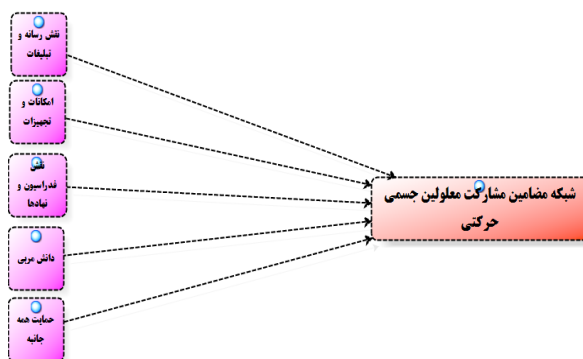 نقش رسانه و
تبلیغات
امکانات و
تجهیزات
نقش
فدراسیون و
نهادها
دانش مربی
حمایت همه
جانبه
شبکه مضامین مشارکت معلولین جسمی
حرکتی